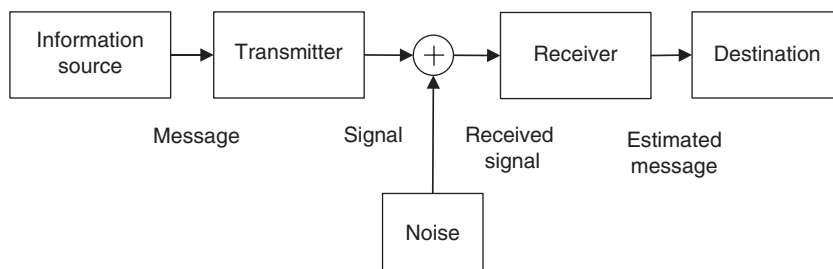 Information
source
Transmitter
+
Receiver
Destination
Message
Signal
Received
signal
Estimated
message
Noise